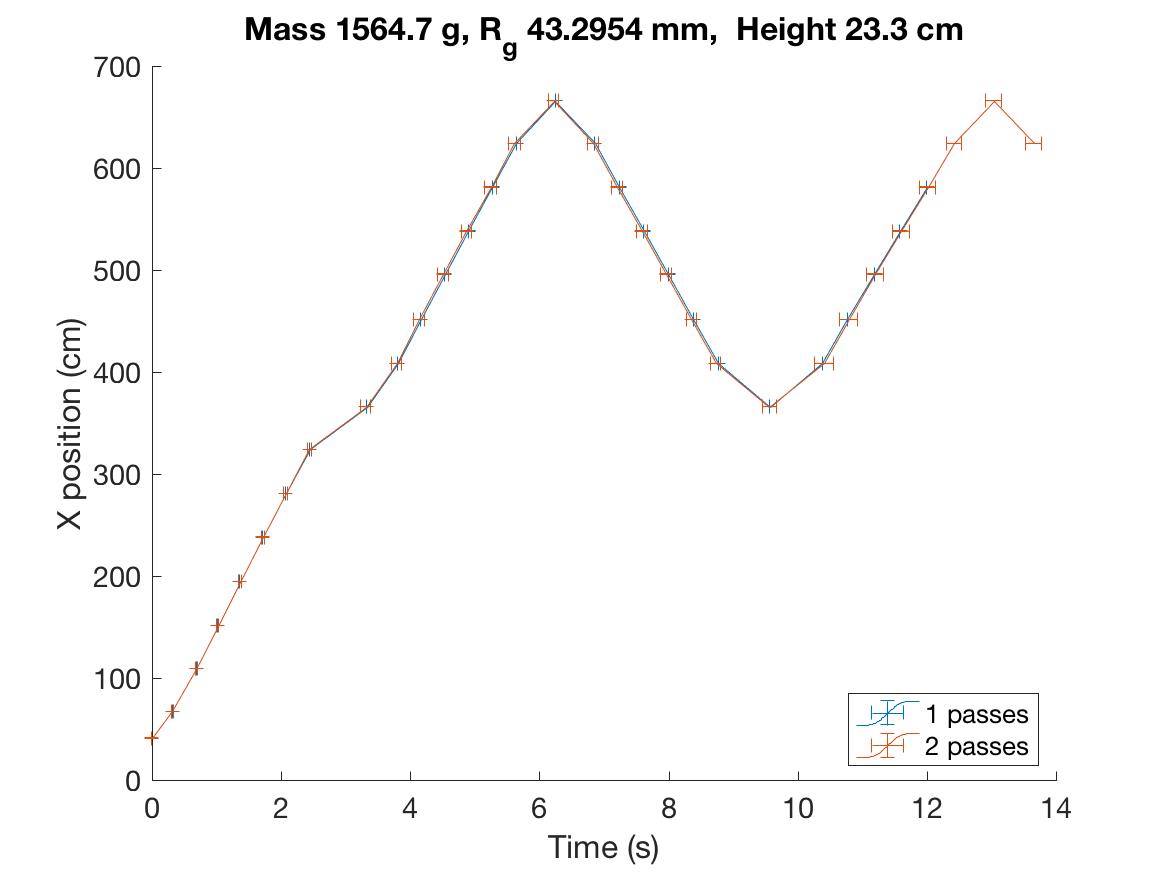 Mass 1564.7 g, Rg 43.2954 mm, Height 23.3 cm
700
600
500
400
300
200
100
0
X position (cm)
0 2 4 6 8 10 12 14
Time (s)
1 passes
2 passes